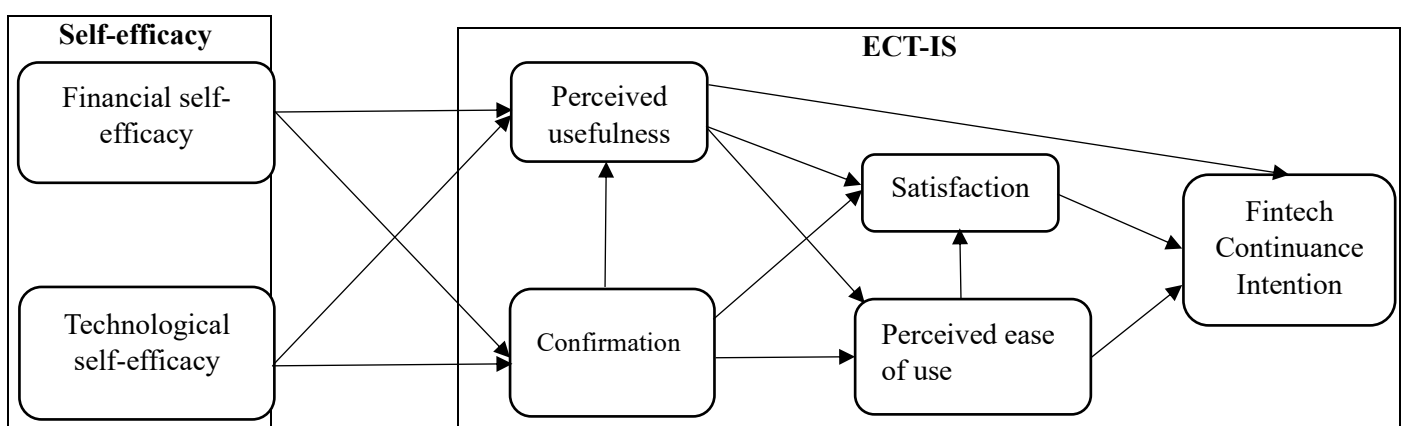 Self-efficacy
Financial self-
efficacy
Technological
self-efficacy
ECT-IS
Perceived
usefulness
Confirmation
Satisfaction
Perceived ease
of use
Fintech
Continuance
Intention